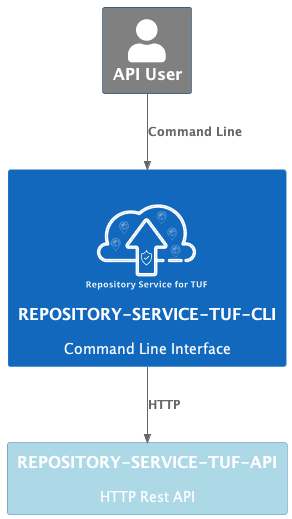 API User
Command Line
Repository Service for TUF
REPOSITORY-SERVICE-TUF-CLI
Command Line Interface
HTTP
REPOSITORY-SERVICE-TUF-API
HTTP Rest API